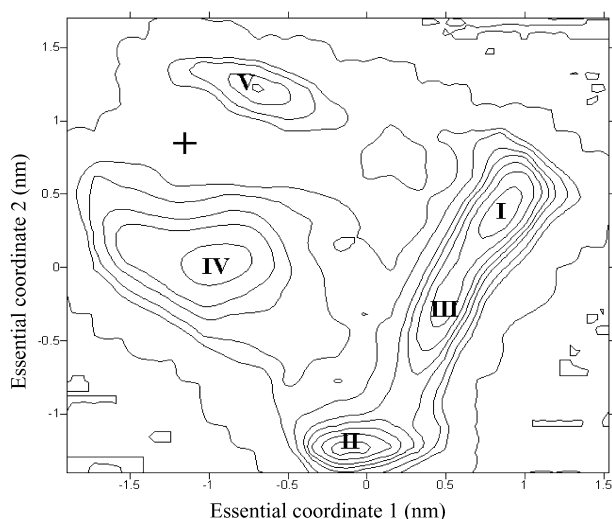 1.5
V
1
+
0.5
I
IV
0
III
-0.5
-1
II
-1.5
-1
-0.5
0
0.5
1
1.5
Essential coordinate 2 (nm)
Essential coordinate 1 (nm)